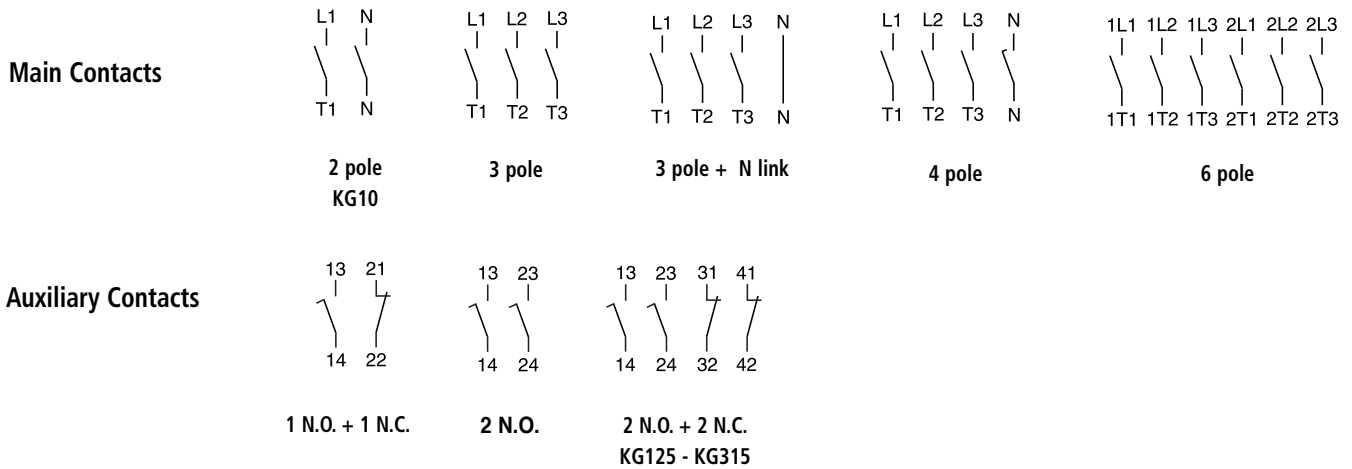 L1 N L1 L2 L3 L1 L2 L3 N L1 L2 L3 N 1L1 1L2 1L3 2L1 2L2 2L3
Main Contacts
T1 N T1 T2 T3 T1 T2 T3 N T1 T2 T3 N 1T1 1T2 1T3 2T1 2T2 2T3
2 pole 3 pole 3 pole + N link 4 pole 6 pole
KG10
13 21 13 23 13 23 31 41
Auxiliary Contacts
14 22 14 24 14 24 32 42
1 N.O. + 1 N.C. 2 N.O. 2 N.O. + 2 N.C.
KG125 - KG315